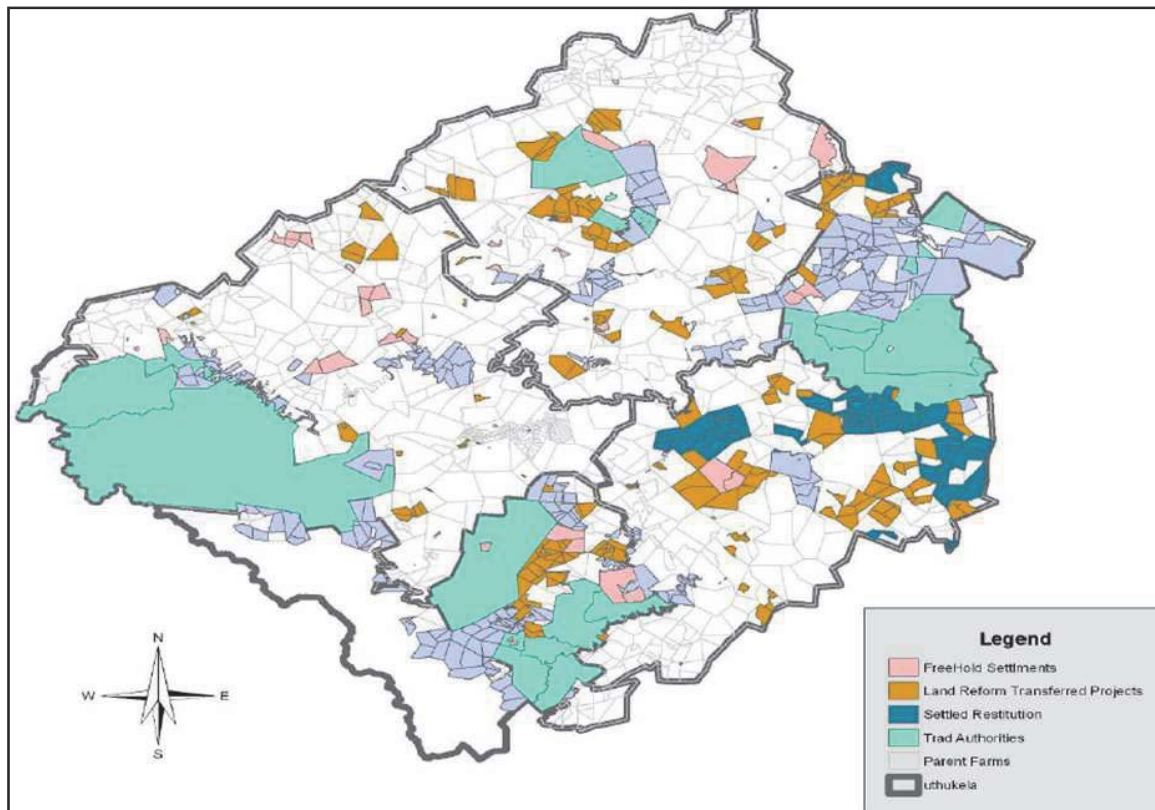 N
W E
S
Legend
FreeHold Settlments
Land Reform Transferred Projects
Settled Restitution
Trad Authorities
Parent Farms
uthukela